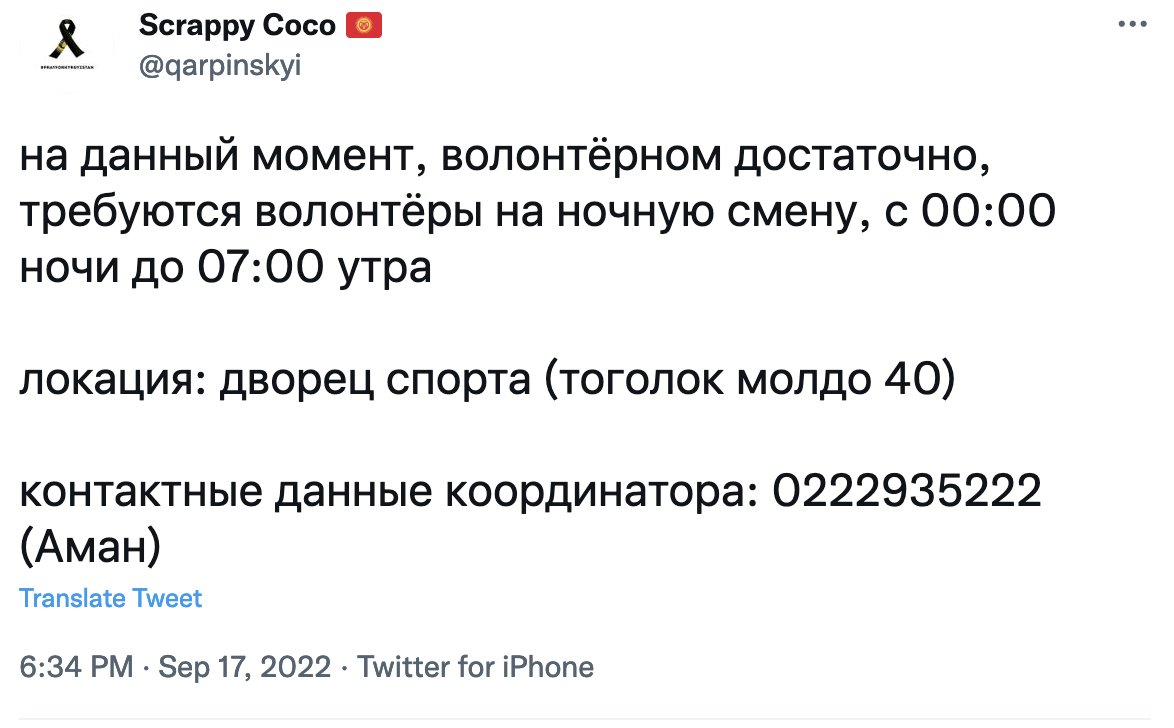 Scrappy Coco
@qarpinskyi
#PRAYFORKYRGYZSTAN
на данный момент, волонтёрном достаточно,
требуются волонтёры на ночную смену, с 00:00
ночи до 07:00 утра
локация: дворец спорта (тоголок молдо 40)
контактные данные координатора: 0222935222
(Аман)
Translate Tweet
6:34 PM · Sep 17, 2022 · Twitter for iPhone